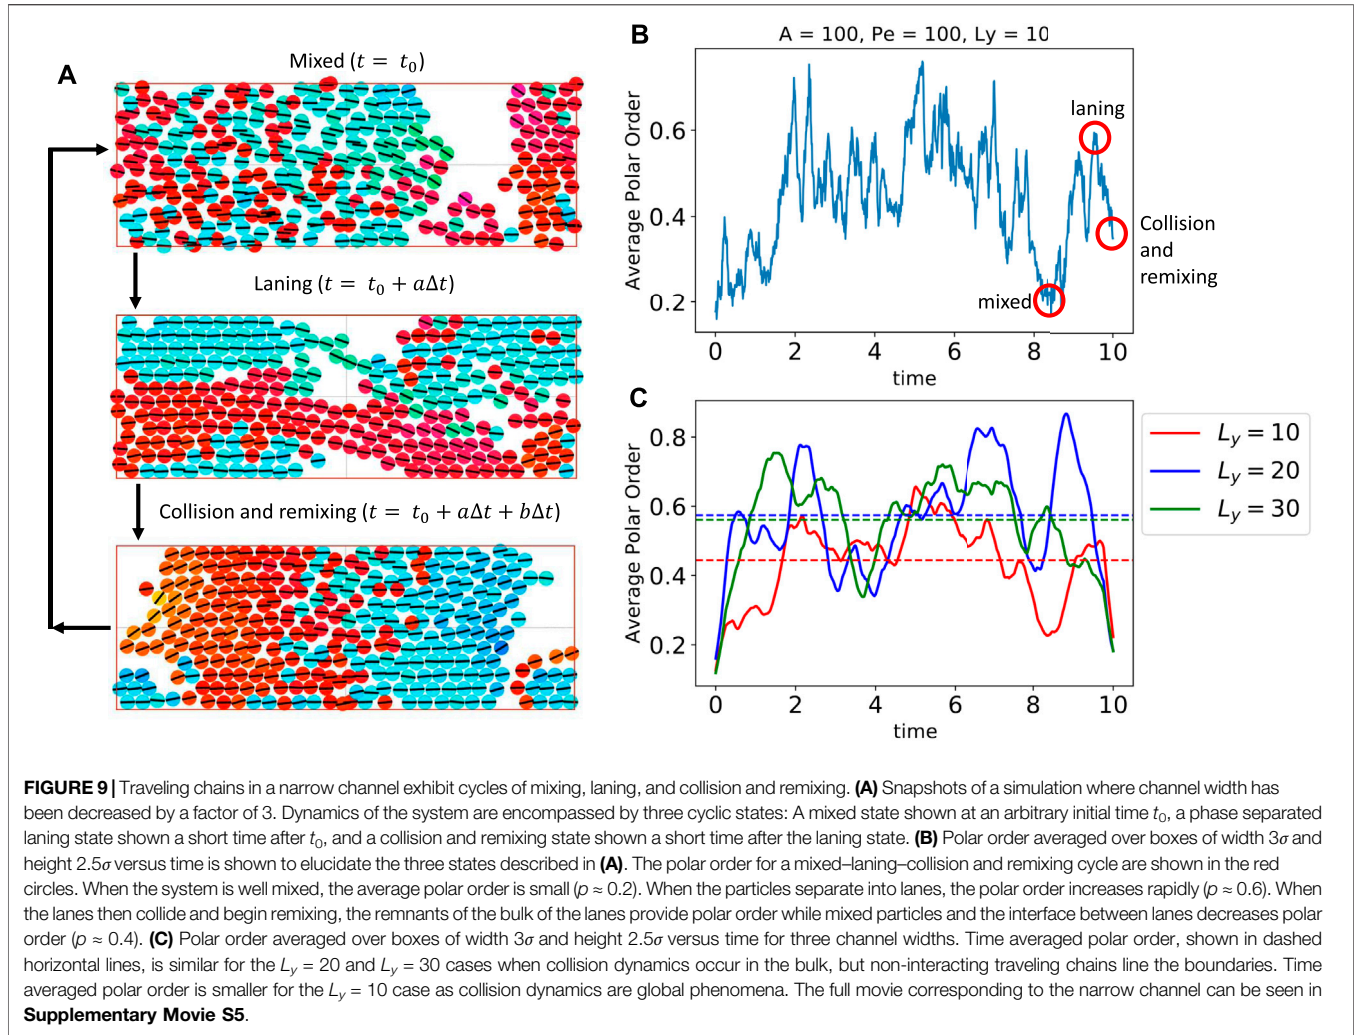 A
Mixed (t = t₀)
Laning (t = t₀ + aΔt)
Collision and remixing (t = t₀ + aΔt + bΔt)
B
A = 100, Pe = 100, Ly = 10
Average Polar Order
0.6
0.4
0.2
laning
Collision
and
remixing
mixed
0 2 4 6 8 10
time
C
Average Polar Order
0.8
0.6
0.4
0.2
0 2 4 6 8 10
time
L_y = 10
L_y = 20
L_y = 30
FIGURE 9 | Traveling chains in a narrow channel exhibit cycles of mixing, laning, and collision and remixing. (A) Snapshots of a simulation where channel width has
been decreased by a factor of 3. Dynamics of the system are encompassed by three cyclic states: A mixed state shown at an arbitrary initial time t₀, a phase separated
laning state shown a short time after t₀, and a collision and remixing state shown a short time after the laning state. (B) Polar order averaged over boxes of width 3σ and
height 2.5σ versus time is shown to elucidate the three states described in (A). The polar order for a mixed–laning–collision and remixing cycle are shown in the red
circles. When the system is well mixed, the average polar order is small (p ≈ 0.2). When the particles separate into lanes, the polar order increases rapidly (p ≈ 0.6). When
the lanes then collide and begin remixing, the remnants of the bulk of the lanes provide polar order while mixed particles and the interface between lanes decreases polar
order (p ≈ 0.4). (C) Polar order averaged over boxes of width 3σ and height 2.5σ versus time for three channel widths. Time averaged polar order, shown in dashed
horizontal lines, is similar for the L_y = 20 and L_y = 30 cases when collision dynamics occur in the bulk, but non-interacting traveling chains line the boundaries. Time
averaged polar order is smaller for the L_y = 10 case as collision dynamics are global phenomena. The full movie corresponding to the narrow channel can be seen in
Supplementary Movie S5.